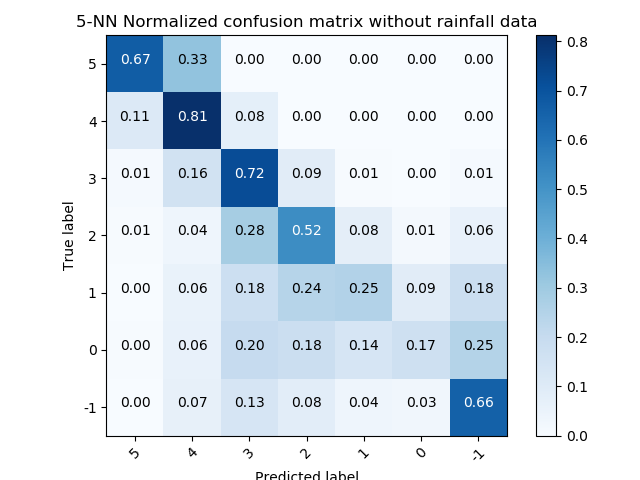 5-NN Normalized confusion matrix without rainfall data
5 0.67 0.33 0.00 0.00 0.00 0.00 0.00
4 0.11 0.81 0.08 0.00 0.00 0.00 0.00
3 0.01 0.16 0.72 0.09 0.01 0.00 0.01
2 0.01 0.04 0.28 0.52 0.08 0.01 0.06
1 0.00 0.06 0.18 0.24 0.25 0.09 0.18
0 0.00 0.06 0.20 0.18 0.14 0.17 0.25
-1 0.00 0.07 0.13 0.08 0.04 0.03 0.66
5 4 3 2 1 0 -1
True label
Predicted label
0.8
0.7
0.6
0.5
0.4
0.3
0.2
0.1
0.0